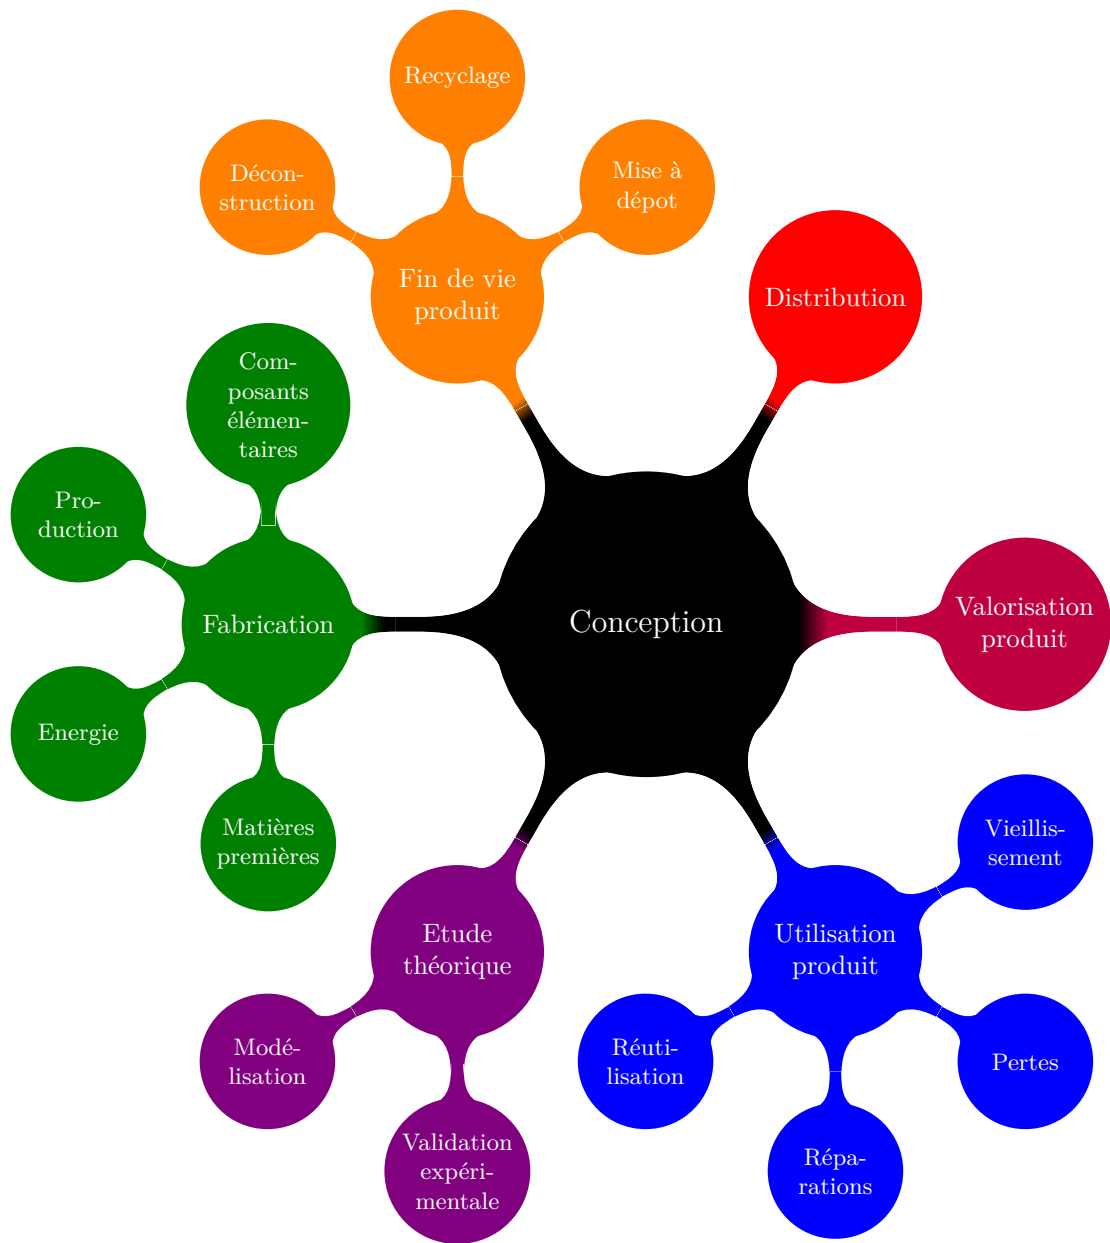 Recyclage
Décon-
struction
Mise à
dépot
Fin de vie
produit
Distribution
Com-
posants
élémen-
taires
Pro-
duction
Fabrication
Energie
Matières
premières
Conception
Valorisation
produit
Etude
théorique
Modé-
lisation
Validation
expéri-
mentale
Utilisation
produit
Vieillis-
sement
Pertes
Réuti-
lisation
Répa-
rations